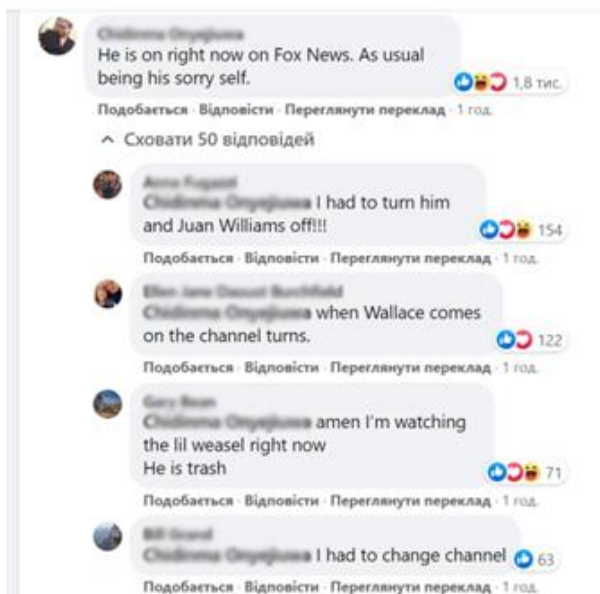 He is on right now on Fox News. As usual
being his sorry self.
1,8 тис.
Подобається · Відповісти · Переглянути переклад · 1 год.
Сховати 50 відповідей
I had to turn him
and Juan Williams off!!!
154
Подобається · Відповісти · Переглянути переклад · 1 год.
when Wallace comes
on the channel turns.
122
Подобається · Відповісти · Переглянути переклад · 1 год.
amen I'm watching
the lil weasel right now
He is trash
71
Подобається · Відповісти · Переглянути переклад · 1 год.
I had to change channel
63
Подобається · Відповісти · Переглянути переклад · 1 год.